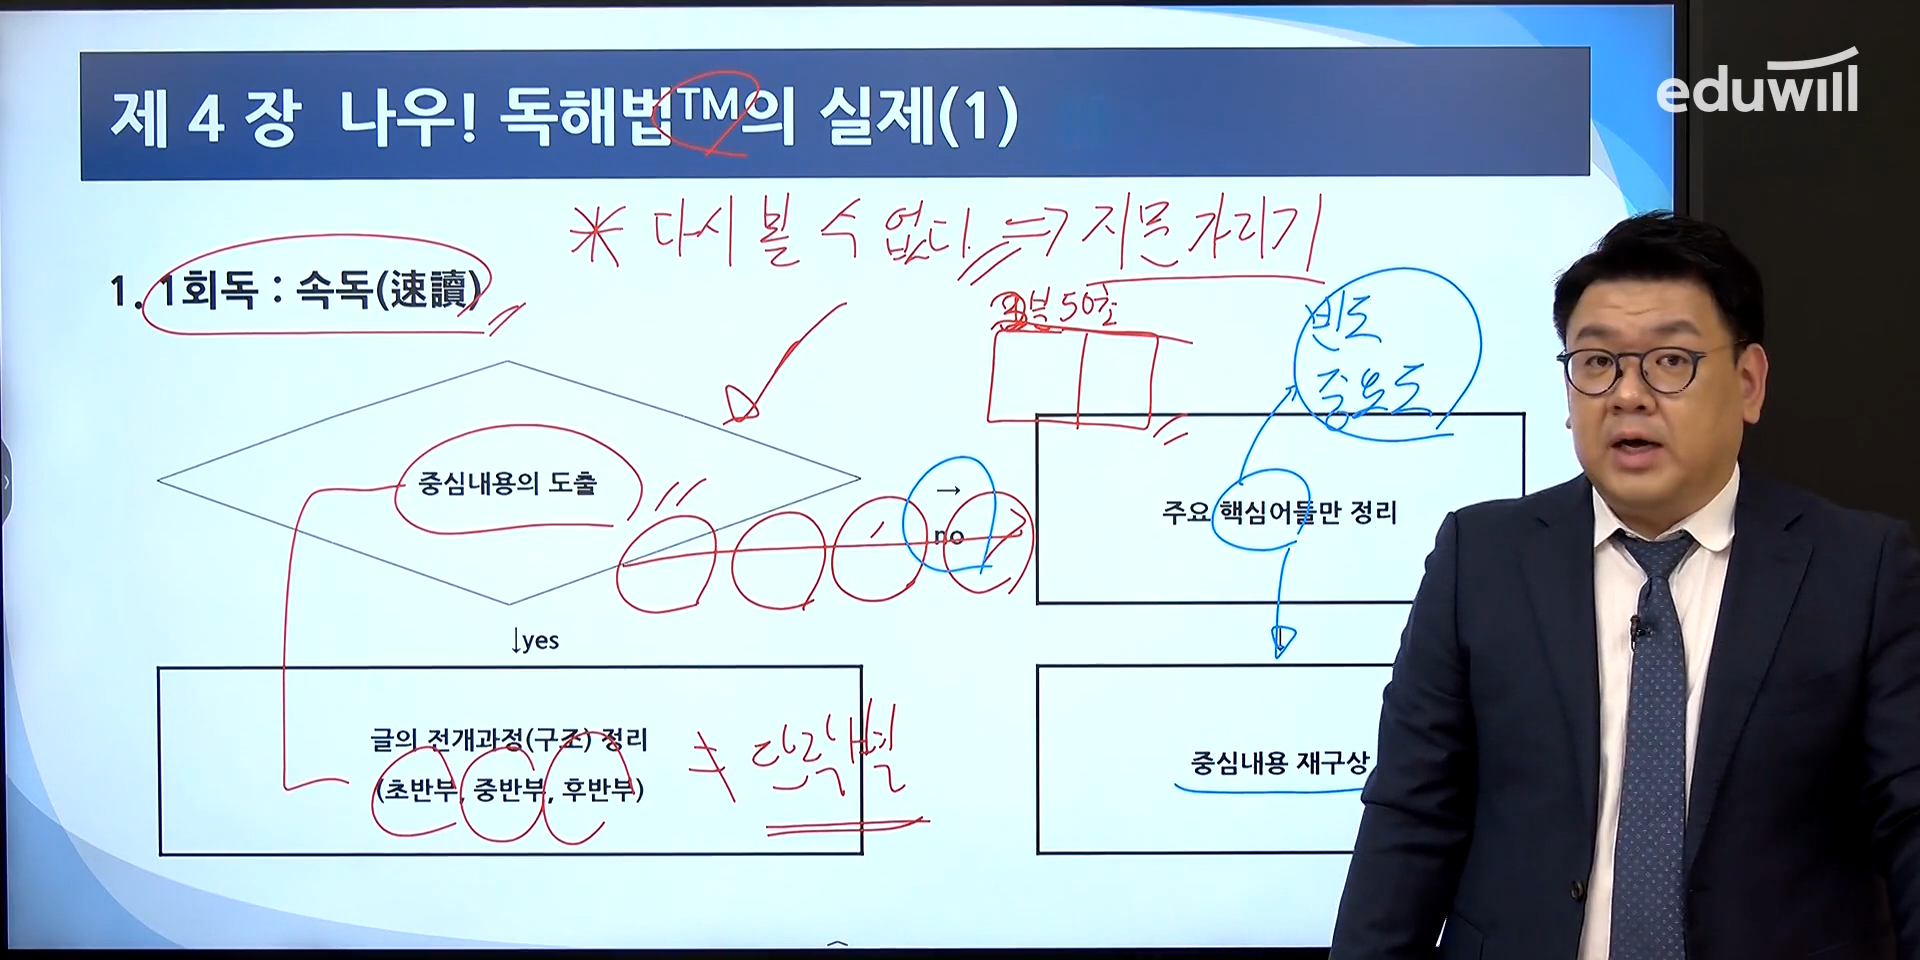 eduwill
제 4 장 나우! 독해법™의 실제(1)
※ 다시 볼 수 없다. ⇒ 지문 가리기
1. 1회독 : 속독(速讀)
50초
빈도
중요도
중심내용의 도출
→
no
주요 핵심어들만 정리
↓yes
글의 전개과정(구조) 정리
(초반부, 중반부, 후반부)
≠ 단락별
중심내용 재구상